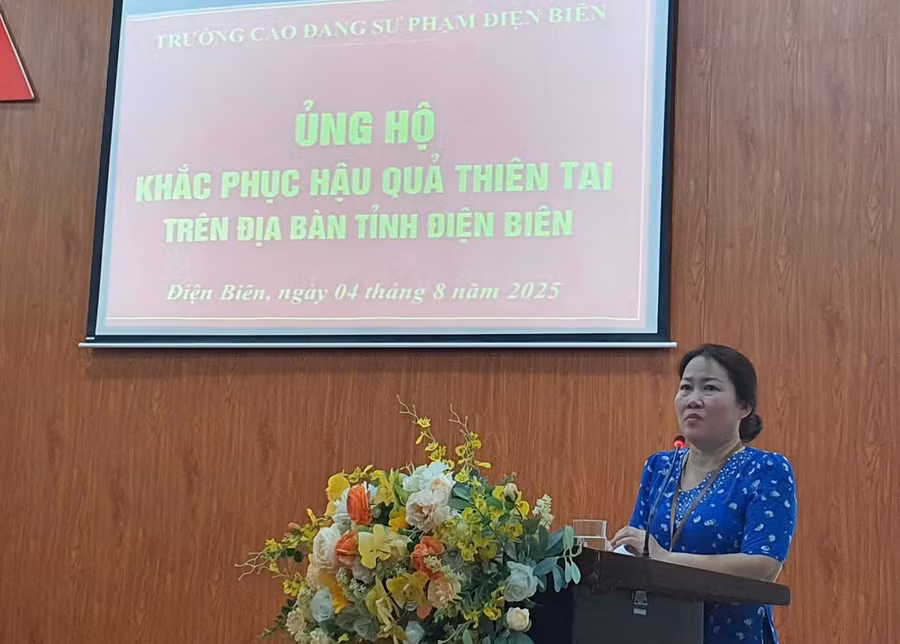 TRƯỜNG CAO ĐẲNG SƯ PHẠM ĐIỆN BIÊN
ỦNG HỘ
KHẮC PHỤC HẬU QUẢ THIÊN TAI
TRÊN ĐỊA BÀN TỈNH ĐIỆN BIÊN
Điện Biên, ngày 04 tháng 8 năm 2025